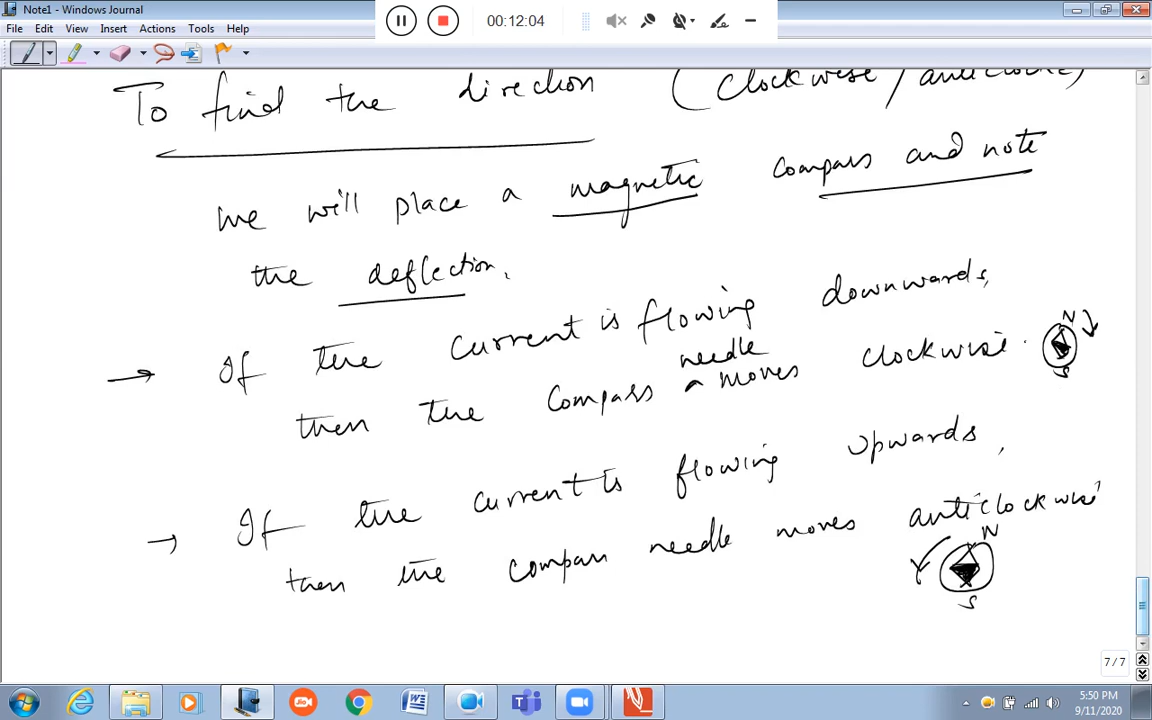 Note1 - Windows Journal
00:12:04
File Edit View Insert Actions Tools Help
To find the direction (Clockwise / anticlock)
we will place a magnetic compass and note
the deflection.
→ If the current is flowing downwards,
then the compass needle moves clockwise.
N
S
→ If the current is flowing upwards,
then the compan needle moves anticlockwise
N
S
7 / 7
5:50 PM
9/11/2020